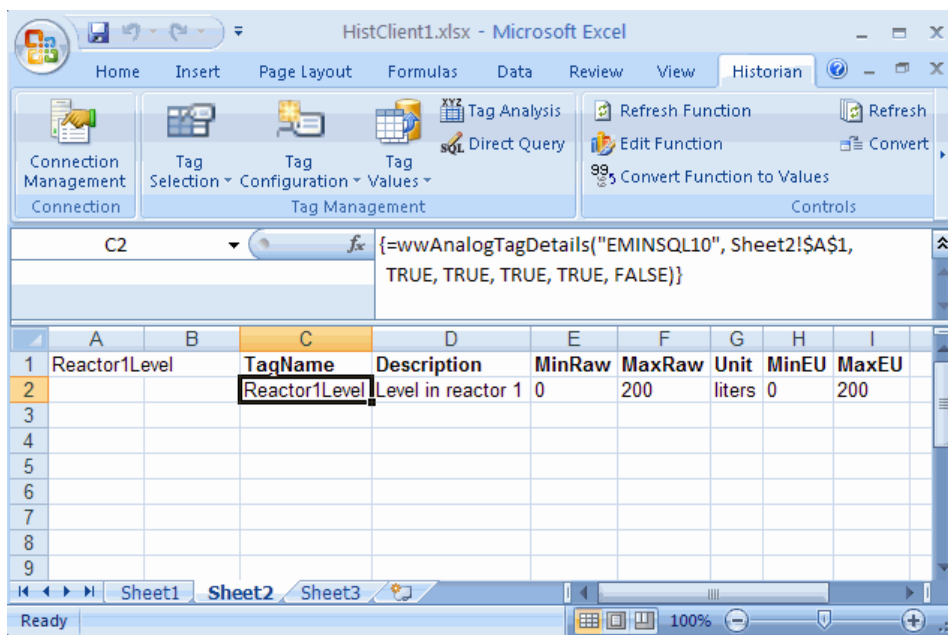 HistClient1.xlsx - Microsoft Excel
Home Insert Page Layout Formulas Data Review View Historian
Connection Management
Connection
Tag Selection
Tag Configuration
Tag Values
XYZ Tag Analysis
SQL Direct Query
Tag Management
Refresh Function
Edit Function
99 Convert Function to Values
Refresh
Convert
Controls
C2 fx {=wwAnalogTagDetails("EMINSQL10", Sheet2!$A$1,
TRUE, TRUE, TRUE, TRUE, FALSE)}
A B C D E F G H I
1 Reactor1Level TagName Description MinRaw MaxRaw Unit MinEU MaxEU
2 Reactor1Level Level in reactor 1 0 200 liters 0 200
3
4
5
6
7
8
9
Sheet1 Sheet2 Sheet3
Ready 100%